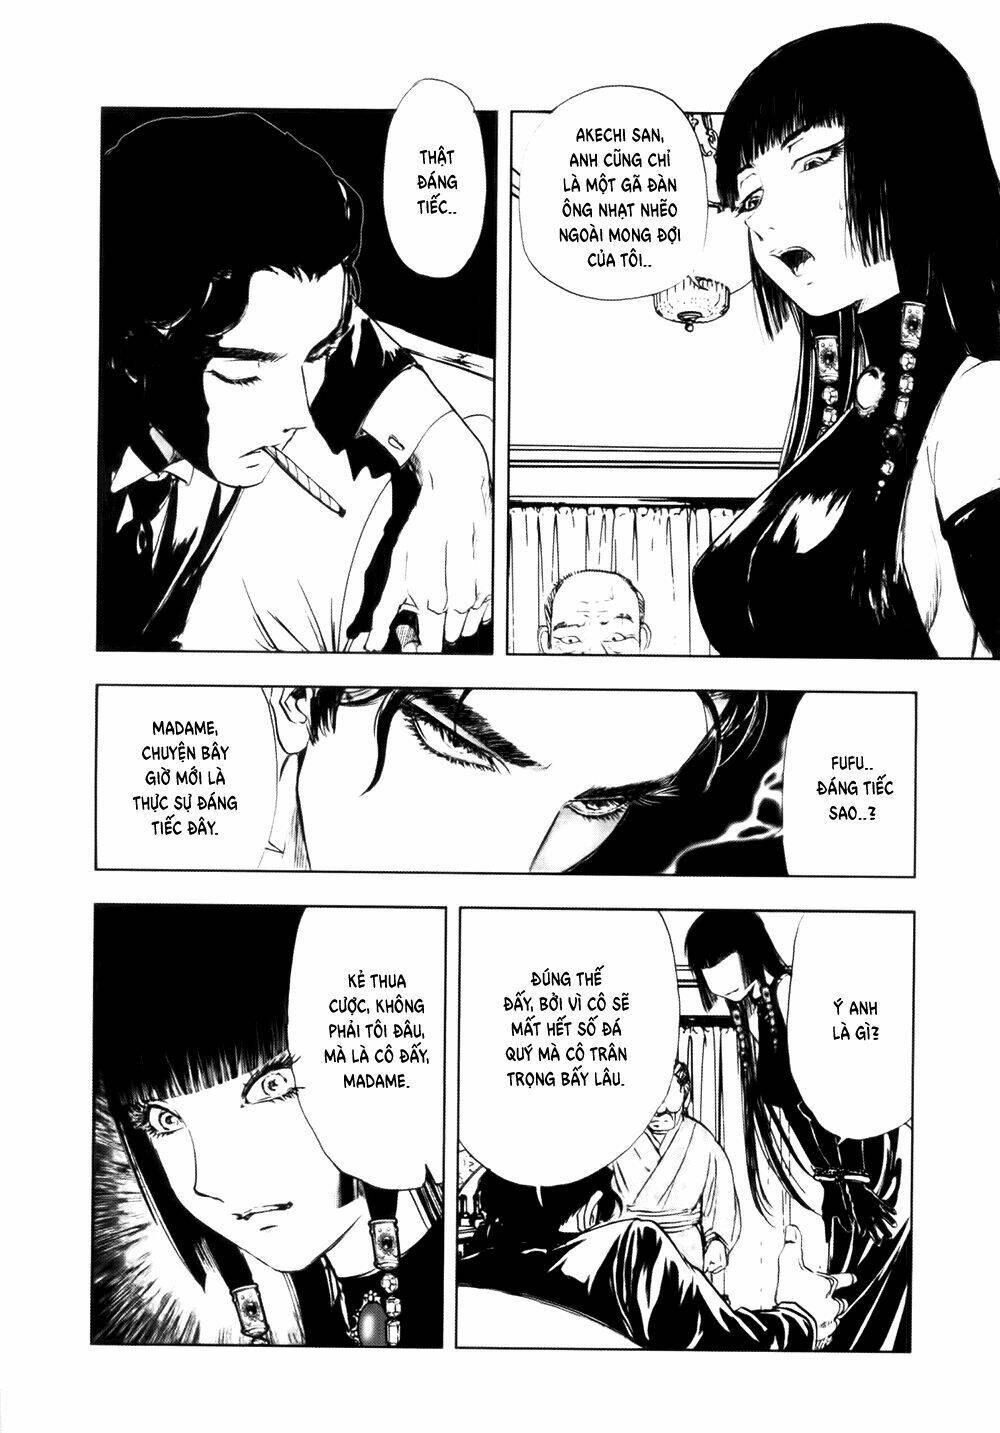 AKECHI SAN,
ANH CŨNG CHỈ
LÀ MỘT GÃ ĐÀN
ÔNG NHẠT NHẼO
NGOÀI MONG ĐỢI
CỦA TÔI..
THẬT
ĐÁNG
TIẾC..
FUFU..
ĐÁNG TIẾC
SAO..?
MADAME,
CHUYỆN BÂY
GIỜ MỚI LÀ
THỰC SỰ ĐÁNG
TIẾC ĐÂY.
Ý ANH
LÀ GÌ?
ĐÚNG THẾ
ĐẤY, BỞI VÌ CÔ SẼ
MẤT HẾT SỐ ĐÁ
QUÝ MÀ CÔ TRÂN
TRỌNG BẤY LÂU.
KẺ THUA
CƯỢC, KHÔNG
PHẢI TÔI ĐÂU,
MÀ LÀ CÔ ĐẤY,
MADAME.